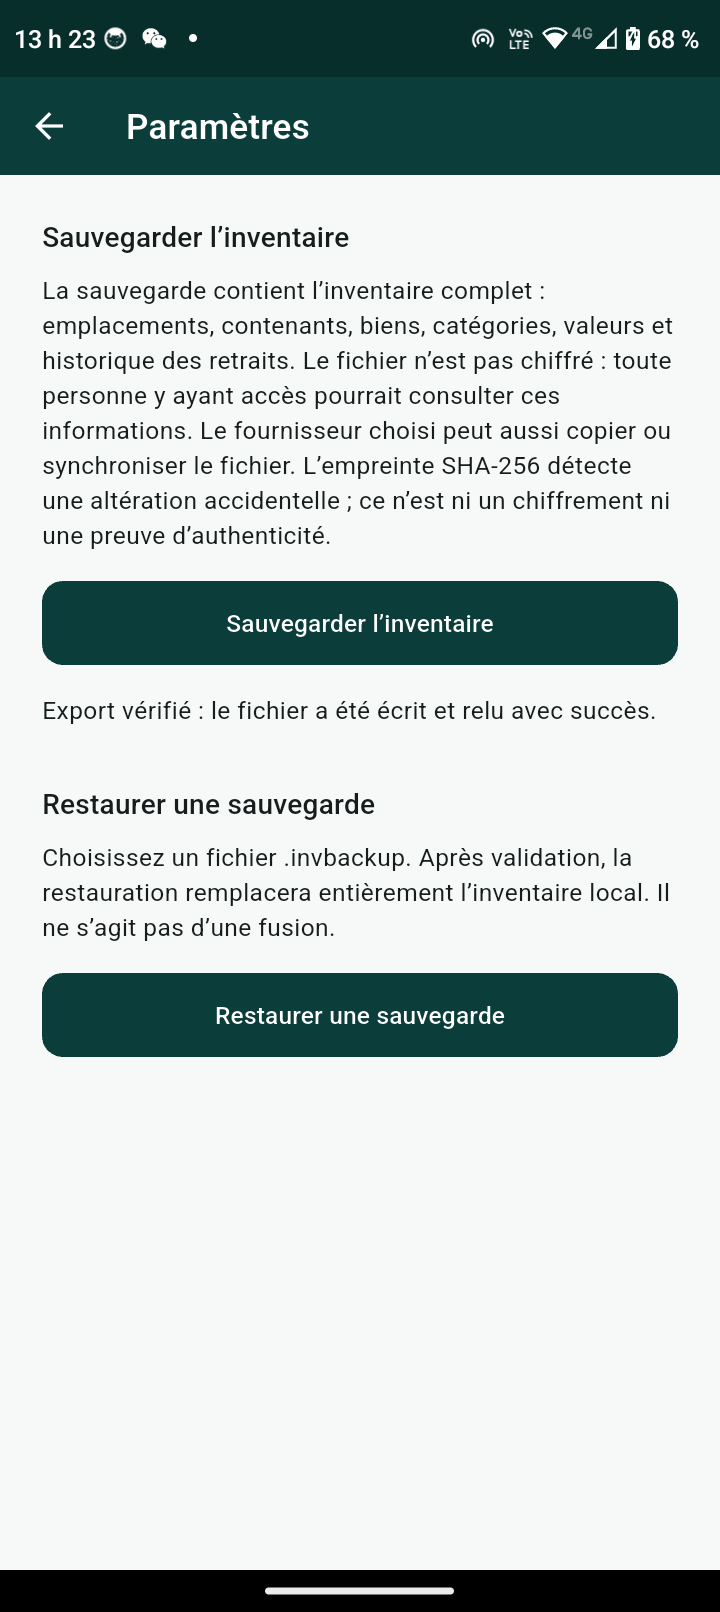 13 h 23
Vo LTE
4G
68 %
Paramètres
Sauvegarder l’inventaire
La sauvegarde contient l’inventaire complet :
emplacements, contenants, biens, catégories, valeurs et
historique des retraits. Le fichier n’est pas chiffré : toute
personne y ayant accès pourrait consulter ces
informations. Le fournisseur choisi peut aussi copier ou
synchroniser le fichier. L’empreinte SHA-256 détecte
une altération accidentelle ; ce n’est ni un chiffrement ni
une preuve d’authenticité.
Sauvegarder l’inventaire
Export vérifié : le fichier a été écrit et relu avec succès.
Restaurer une sauvegarde
Choisissez un fichier .invbackup. Après validation, la
restauration remplacera entièrement l’inventaire local. Il
ne s’agit pas d’une fusion.
Restaurer une sauvegarde